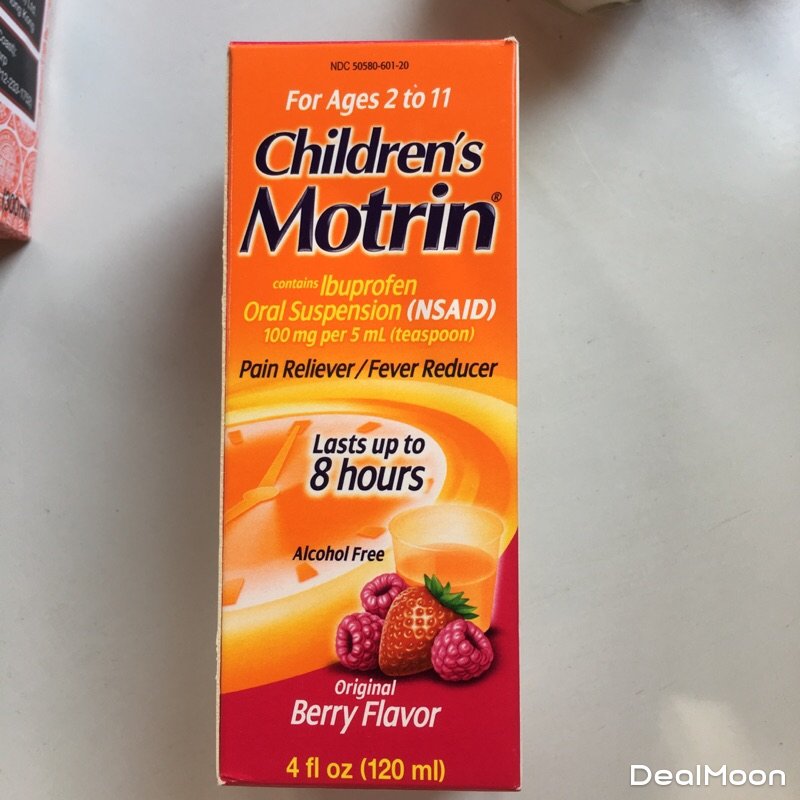 NDC 50580-601-20
For Ages 2 to 11
Children's
Motrin®
contains Ibuprofen
Oral Suspension (NSAID)
100 mg per 5 mL (teaspoon)
Pain Reliever/Fever Reducer
Lasts up to
8 hours
Alcohol Free
Original
Berry Flavor
4 fl oz (120 ml)
DealMoon